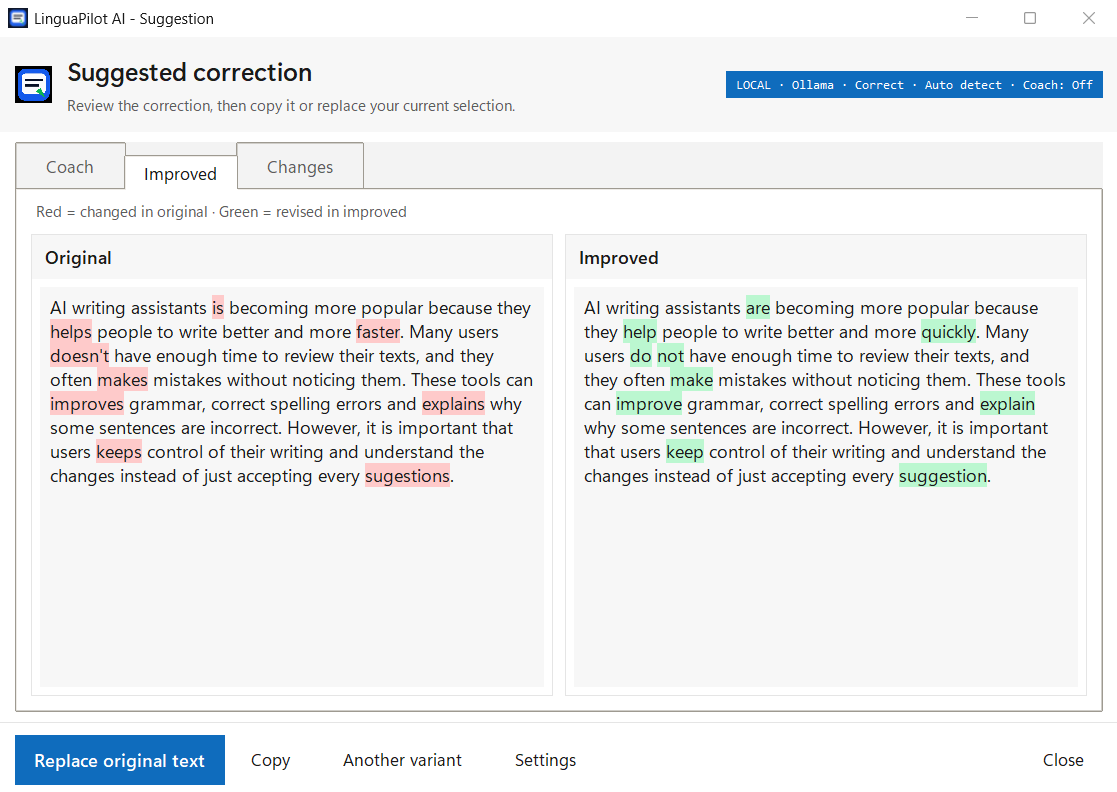 LinguaPilot AI - Suggestion
Suggested correction
Review the correction, then copy it or replace your current selection.
LOCAL · Ollama · Correct · Auto detect · Coach: Off
Coach
Improved
Changes
Red = changed in original · Green = revised in improved
Original
AI writing assistants is becoming more popular because they
helps people to write better and more faster. Many users
doesn't have enough time to review their texts, and they
often makes mistakes without noticing them. These tools can
improves grammar, correct spelling errors and explains why
some sentences are incorrect. However, it is important that
users keeps control of their writing and understand the
changes instead of just accepting every sugestions.
Improved
AI writing assistants are becoming more popular because
they help people to write better and more quickly. Many
users do not have enough time to review their texts, and
they often make mistakes without noticing them. These tools
can improve grammar, correct spelling errors and explain
why some sentences are incorrect. However, it is important
that users keep control of their writing and understand the
changes instead of just accepting every suggestion.
Replace original text
Copy
Another variant
Settings
Close